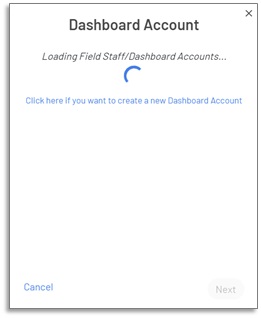 Dashboard Account
Loading Field Staff/Dashboard Accounts...
Click here if you want to create a new Dashboard Account
Cancel
Next